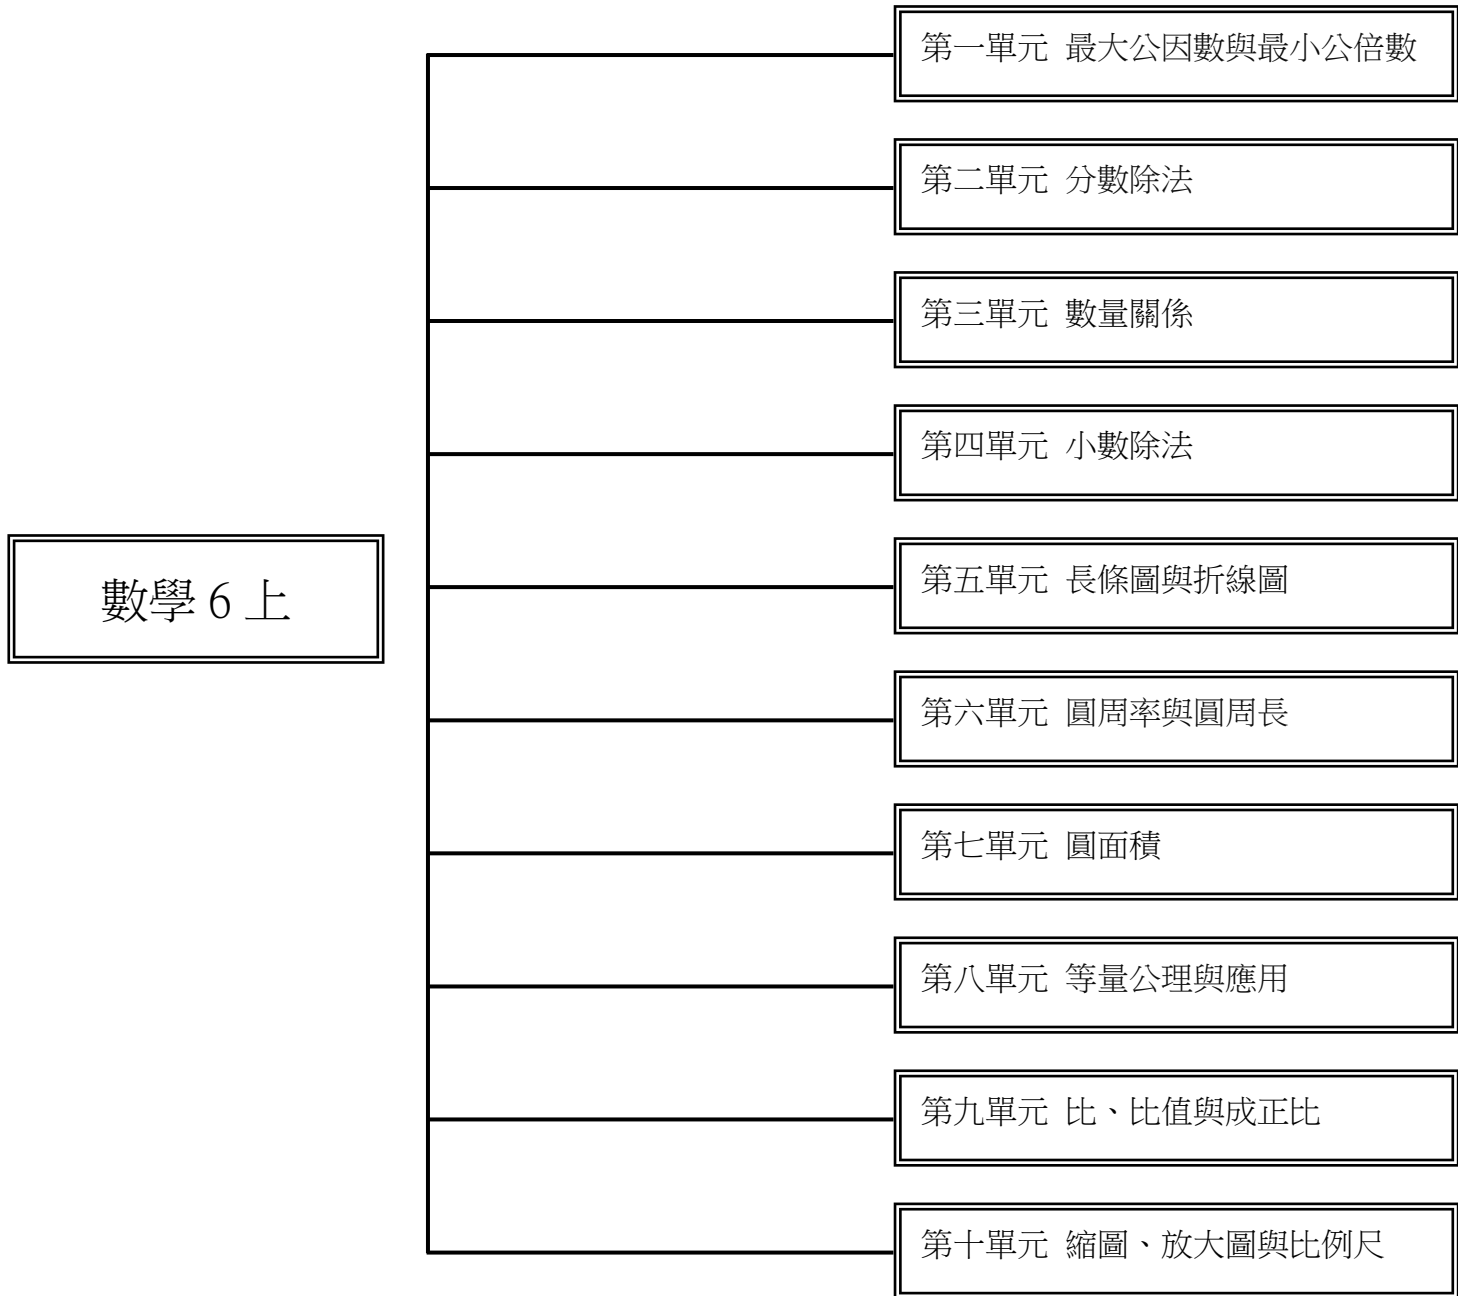 第一單元 最大公因數與最小公倍數
第二單元 分數除法
第三單元 數量關係
第四單元 小數除法
第五單元 長條圖與折線圖
數學 6 上
第六單元 圓周率與圓周長
第七單元 圓面積
第八單元 等量公理與應用
第九單元 比、比值與成正比
第十單元 縮圖、放大圖與比例尺